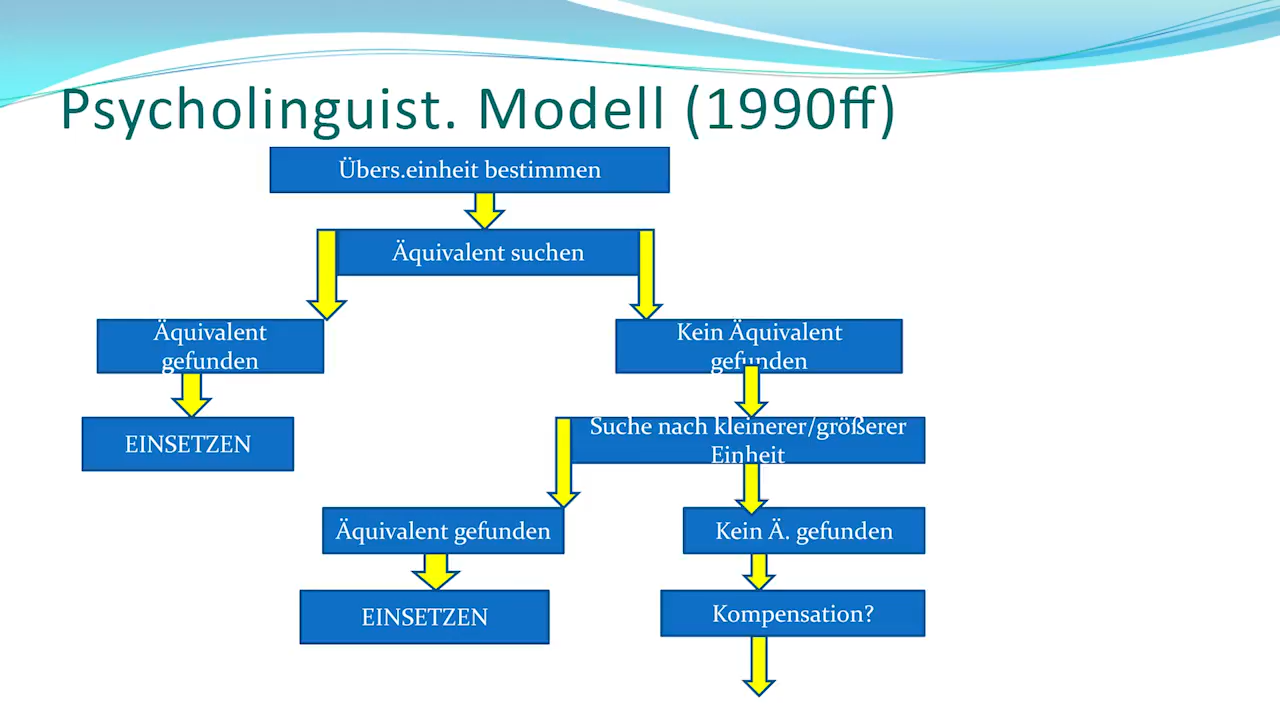 Psycholinguist. Modell (1990ff)
Übers.einheit bestimmen
Äquivalent suchen
Äquivalent
gefunden
Kein Äquivalent
gefunden
EINSETZEN
Suche nach kleinerer/größerer
Einheit
Äquivalent gefunden
Kein Ä. gefunden
EINSETZEN
Kompensation?